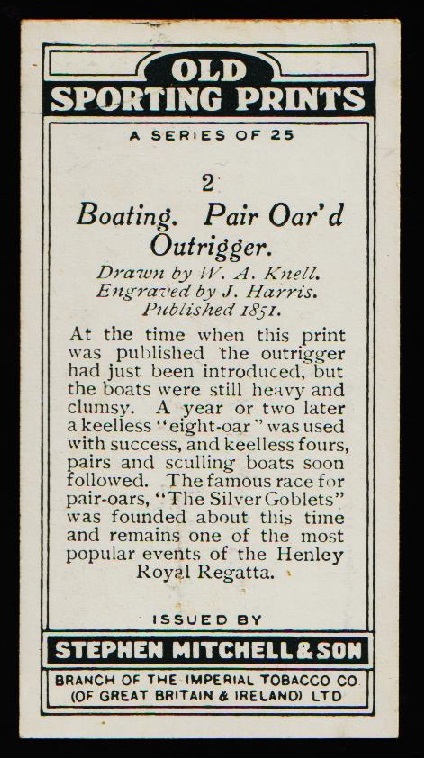 OLD
SPORTING PRINTS
A SERIES OF 25
2
Boating. Pair Oar'd
Outrigger.
Drawn by W. A. Knell.
Engraved by J. Harris.
Published 1851.
At the time when this print
was published the outrigger
had just been introduced, but
the boats were still heavy and
clumsy. A year or two later
a keelless "eight-oar" was used
with success, and keelless fours,
pairs and sculling boats soon
followed. The famous race for
pair-oars, "The Silver Goblets"
was founded about this time
and remains one of the most
popular events of the Henley
Royal Regatta.
ISSUED BY
STEPHEN MITCHELL & SON
BRANCH OF THE IMPERIAL TOBACCO CO.
(OF GREAT BRITAIN & IRELAND) LTD